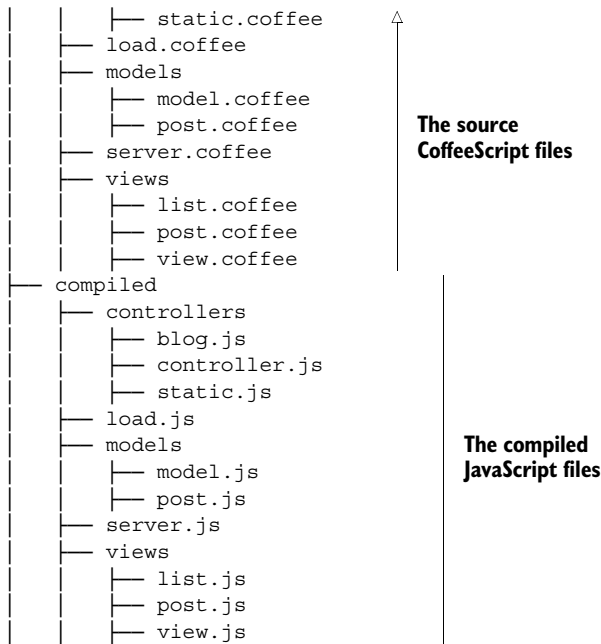 │   │   ├── static.coffee
│   ├── load.coffee
│   ├── models
│   │   ├── model.coffee
│   │   ├── post.coffee
│   ├── server.coffee
│   ├── views
│   │   ├── list.coffee
│   │   ├── post.coffee
│   │   ├── view.coffee
The source
CoffeeScript files
├── compiled
│   ├── controllers
│   │   ├── blog.js
│   │   ├── controller.js
│   │   ├── static.js
│   ├── load.js
│   ├── models
│   │   ├── model.js
│   │   ├── post.js
│   ├── server.js
│   ├── views
│   │   ├── list.js
│   │   ├── post.js
│   │   ├── view.js
The compiled
JavaScript files